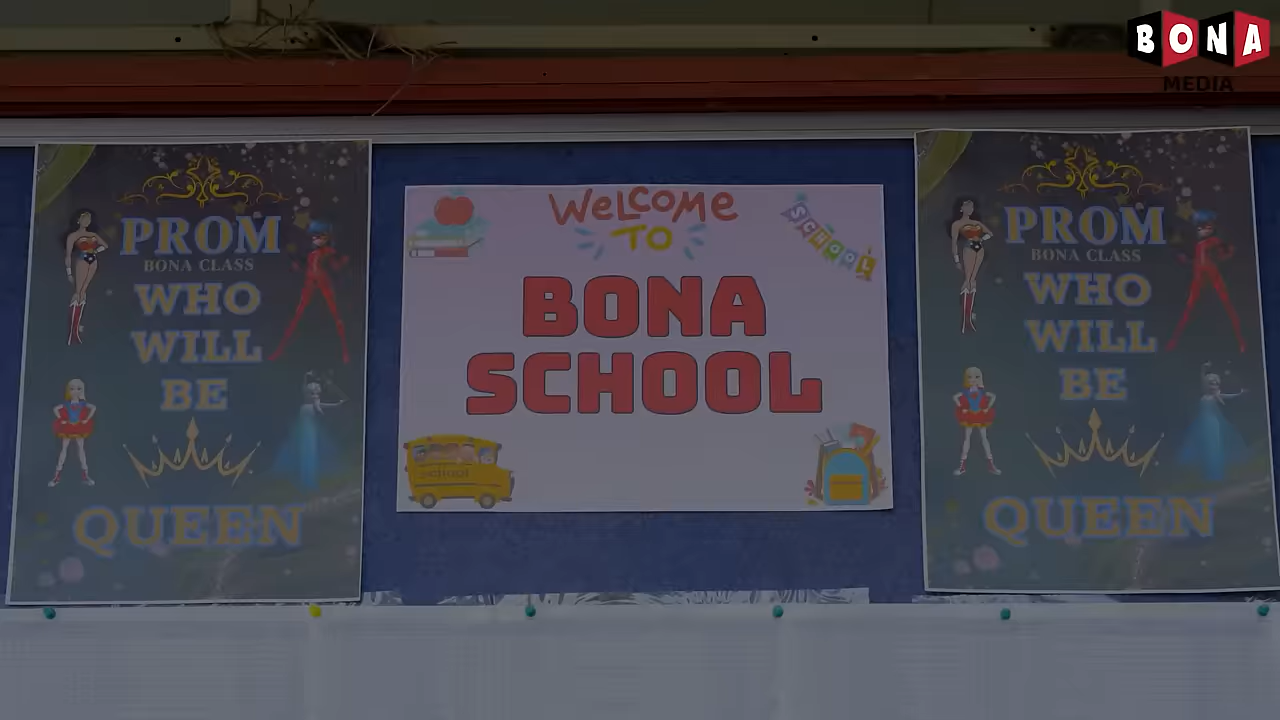 BONA
MEDIA
PROM
BONA CLASS
WHO
WILL
BE
QUEEN
WELCOME
TO
SCHOOL
BONA
SCHOOL
SCHOOL
PROM
BONA CLASS
WHO
WILL
BE
QUEEN